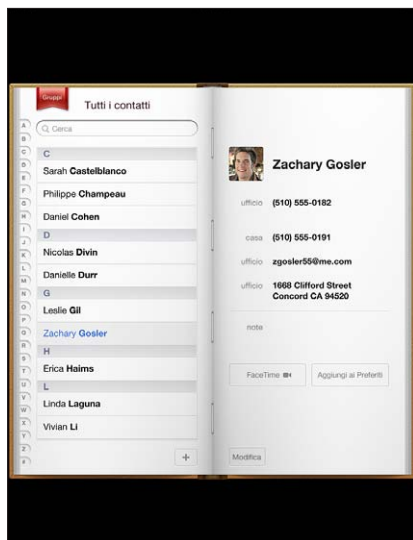 Gruppi
Tutti i contatti
Cerca
A
B
C
D
E
F
G
H
I
J
K
L
M
N
O
P
Q
R
S
T
U
V
W
X
Y
Z
#
C
Sarah Castelblanco
Philippe Champeau
Daniel Cohen
D
Nicolas Divin
Danielle Durr
G
Leslie Gil
Zachary Gosler
H
Erica Haims
L
Linda Laguna
Vivian Li
+
Zachary Gosler
ufficio (510) 555-0182
casa (510) 555-0191
ufficio zgosler55@me.com
ufficio 1668 Clifford Street
Concord CA 94520
note
FaceTime
Aggiungi ai Preferiti
Modifica